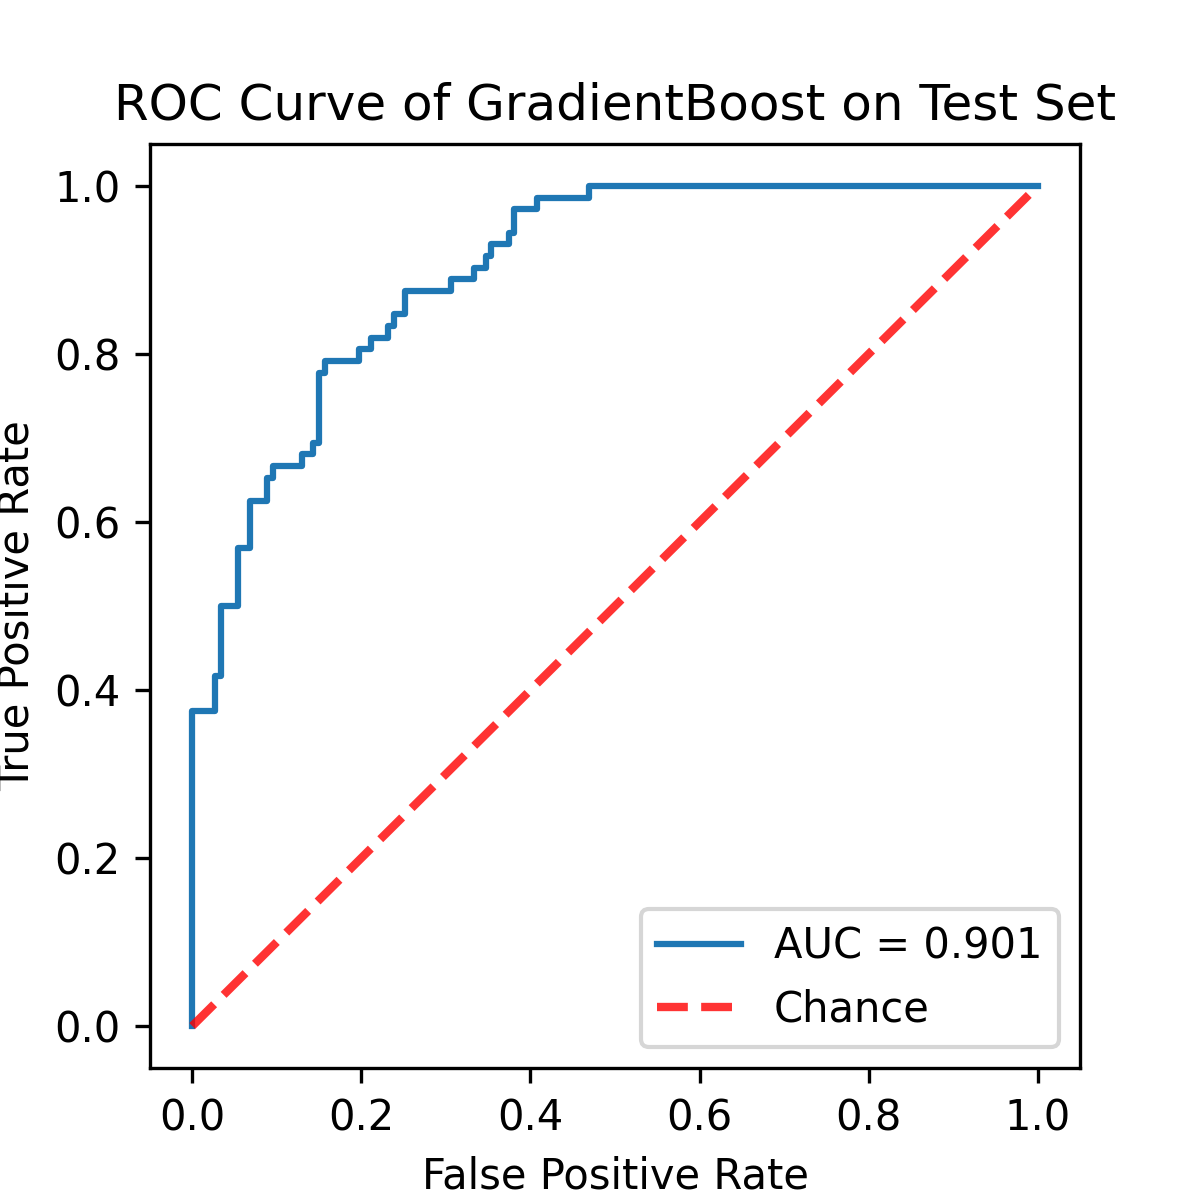 ROC Curve of GradientBoost on Test Set
True Positive Rate
1.0
0.8
0.6
0.4
0.2
0.0
AUC = 0.901
Chance
0.0 0.2 0.4 0.6 0.8 1.0
False Positive Rate